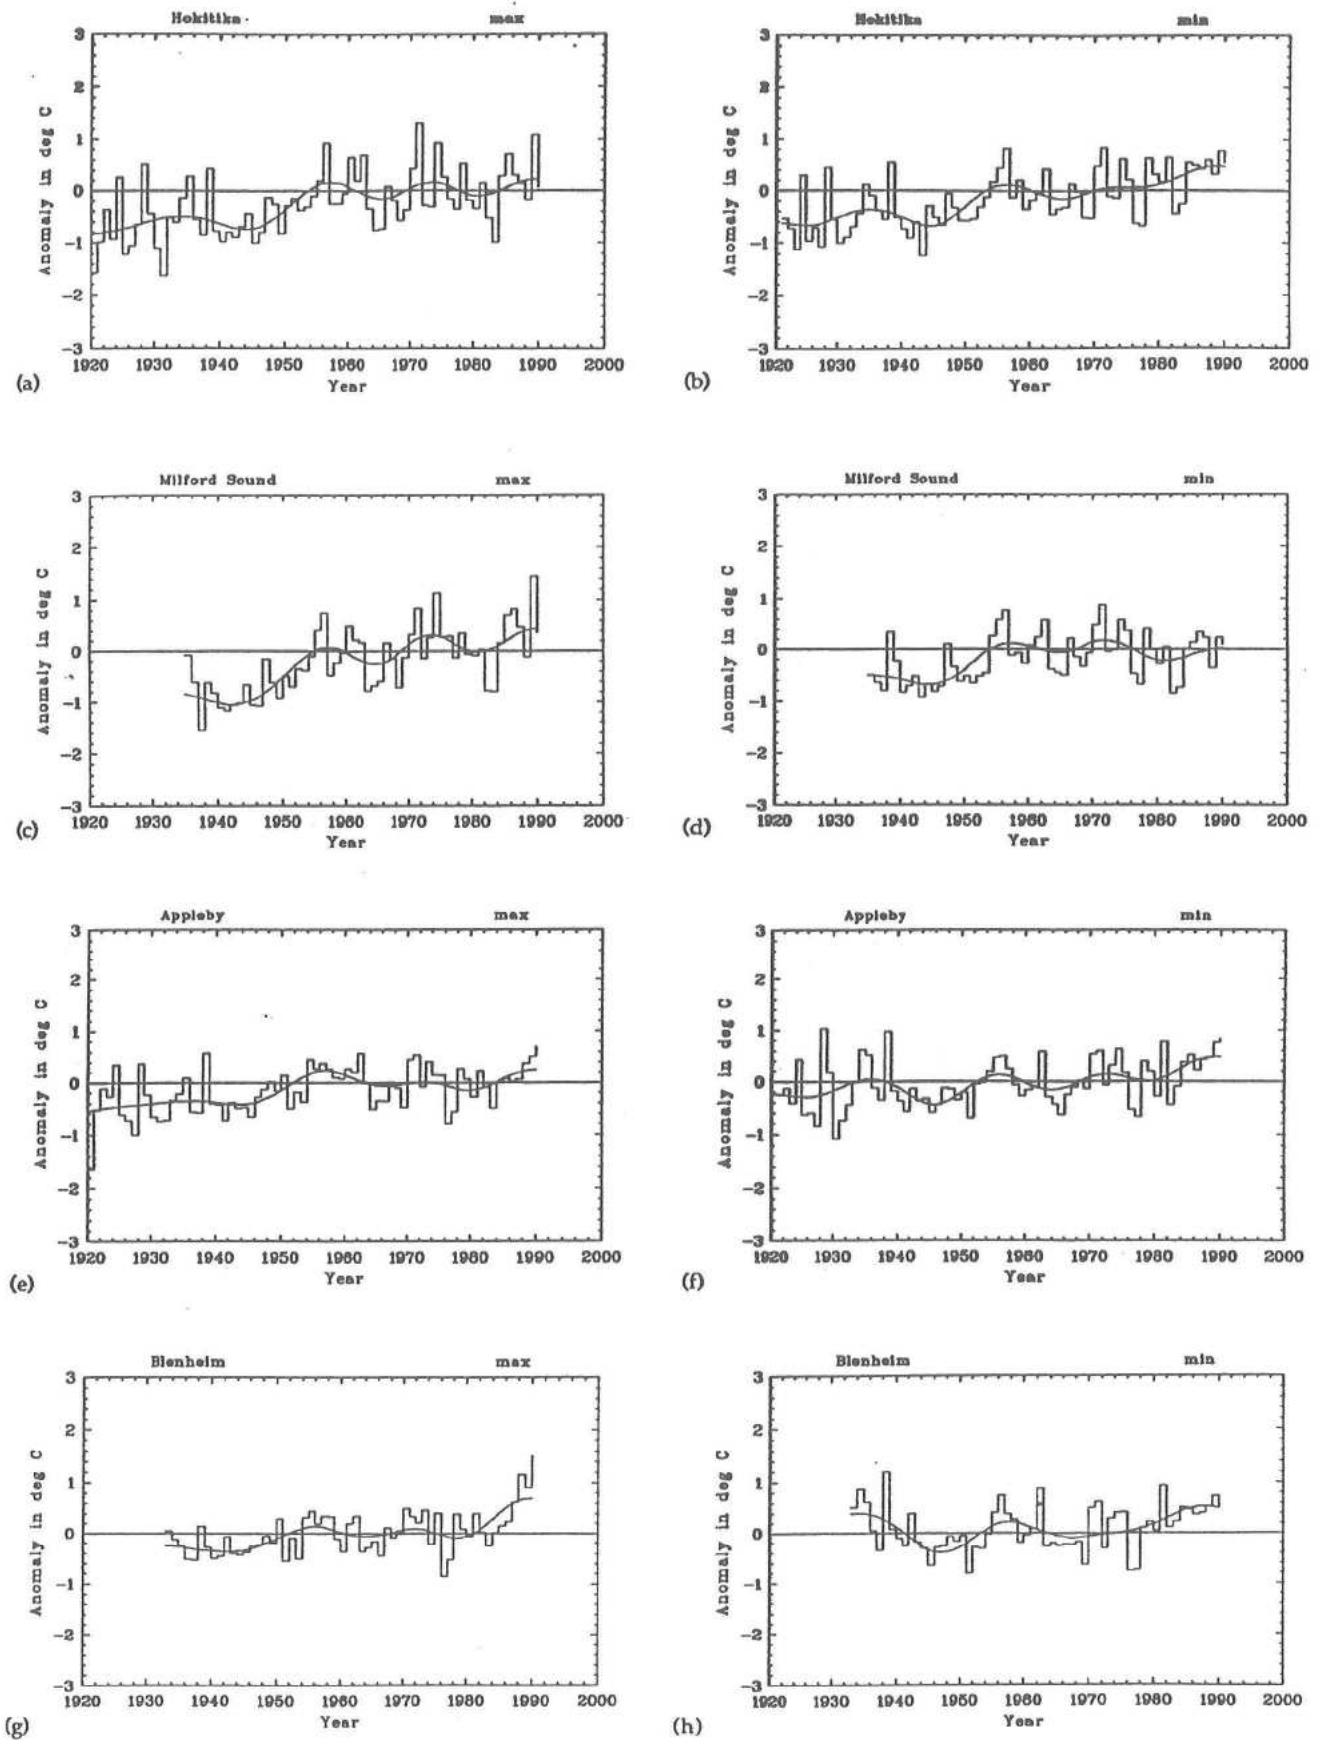 Hokitika max
Anomaly in deg C
3
2
1
0
-1
-2
-3
1920 1930 1940 1950 1960 1970 1980 1990 2000
Year
(a)
Hokitika min
Anomaly in deg C
3
2
1
0
-1
-2
-3
1920 1930 1940 1950 1960 1970 1980 1990 2000
Year
(b)
Milford Sound max
Anomaly in deg C
3
2
1
0
-1
-2
-3
1920 1930 1940 1950 1960 1970 1980 1990 2000
Year
(c)
Milford Sound min
Anomaly in deg C
3
2
1
0
-1
-2
-3
1920 1930 1940 1950 1960 1970 1980 1990 2000
Year
(d)
Appleby max
Anomaly in deg C
3
2
1
0
-1
-2
-3
1920 1930 1940 1950 1960 1970 1980 1990 2000
Year
(e)
Appleby min
Anomaly in deg C
3
2
1
0
-1
-2
-3
1920 1930 1940 1950 1960 1970 1980 1990 2000
Year
(f)
Blenheim max
Anomaly in deg C
3
2
1
0
-1
-2
-3
1920 1930 1940 1950 1960 1970 1980 1990 2000
Year
(g)
Blenheim min
Anomaly in deg C
3
2
1
0
-1
-2
-3
1920 1930 1940 1950 1960 1970 1980 1990 2000
Year
(h)